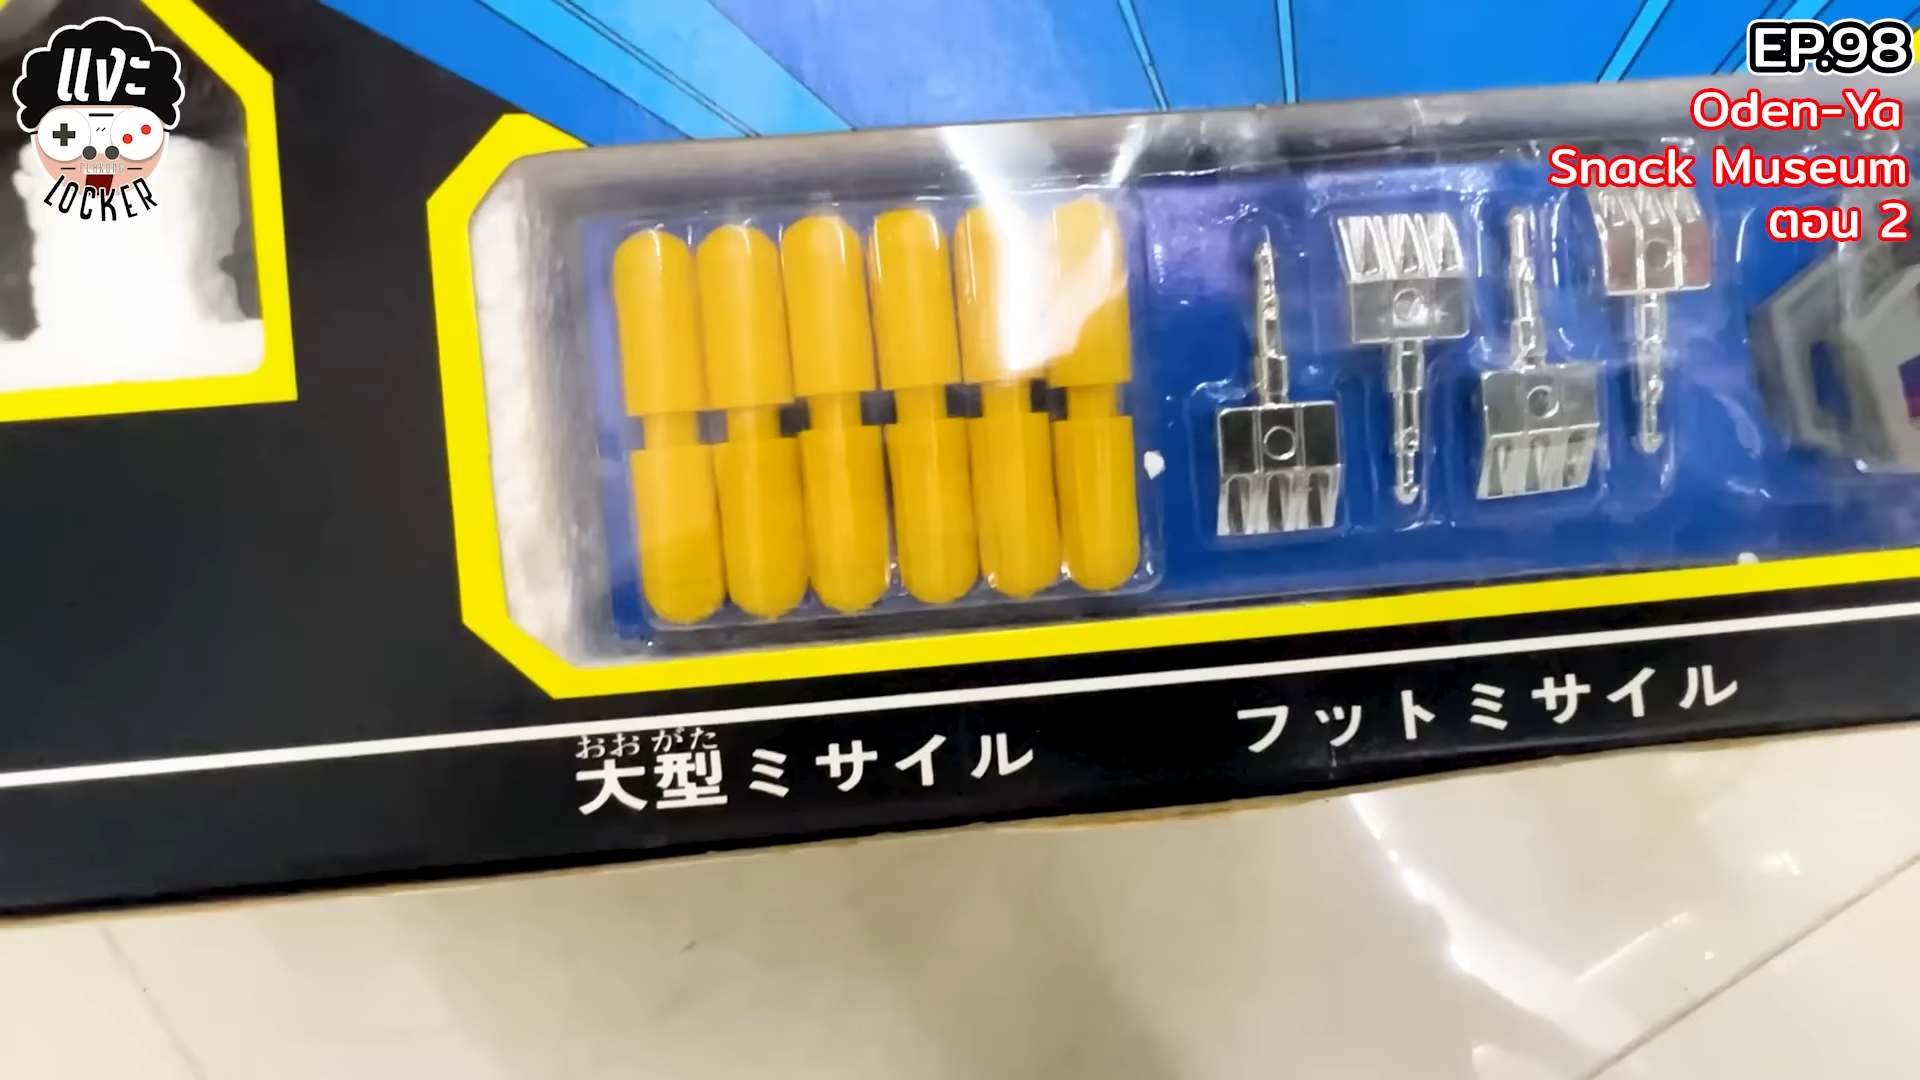 แงะ
LOCKER
EP.98
Oden-Ya
Snack Museum
ตอน 2
おおがた
大型ミサイル
フットミサイル